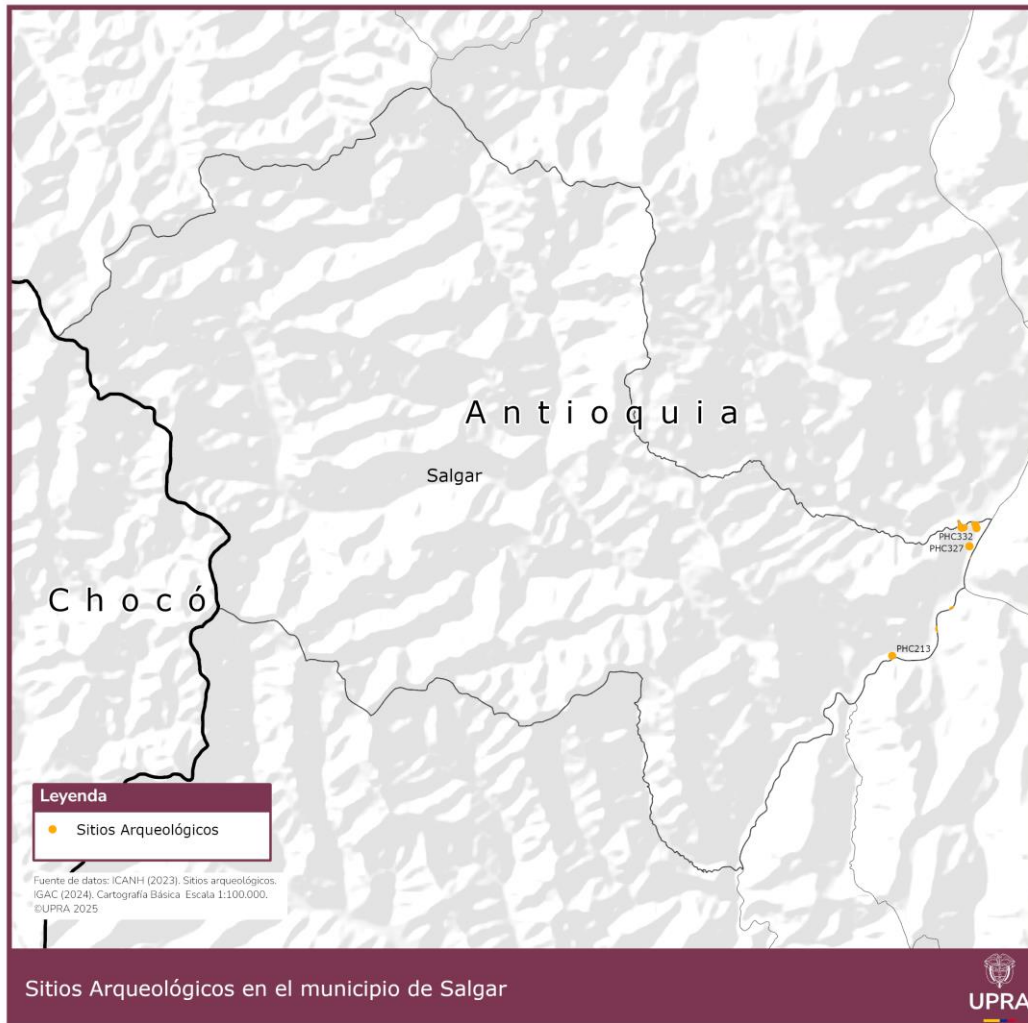 Antioquia
Salgar
PHC332
PHC327
Chocó
PHC213
Leyenda
Sitios Arqueológicos
Fuente de datos: ICANH (2023). Sitios arqueológicos.
IGAC (2024). Cartografía Básica Escala 1:100.000.
©UPRA 2025
Sitios Arqueológicos en el municipio de Salgar
UPRA